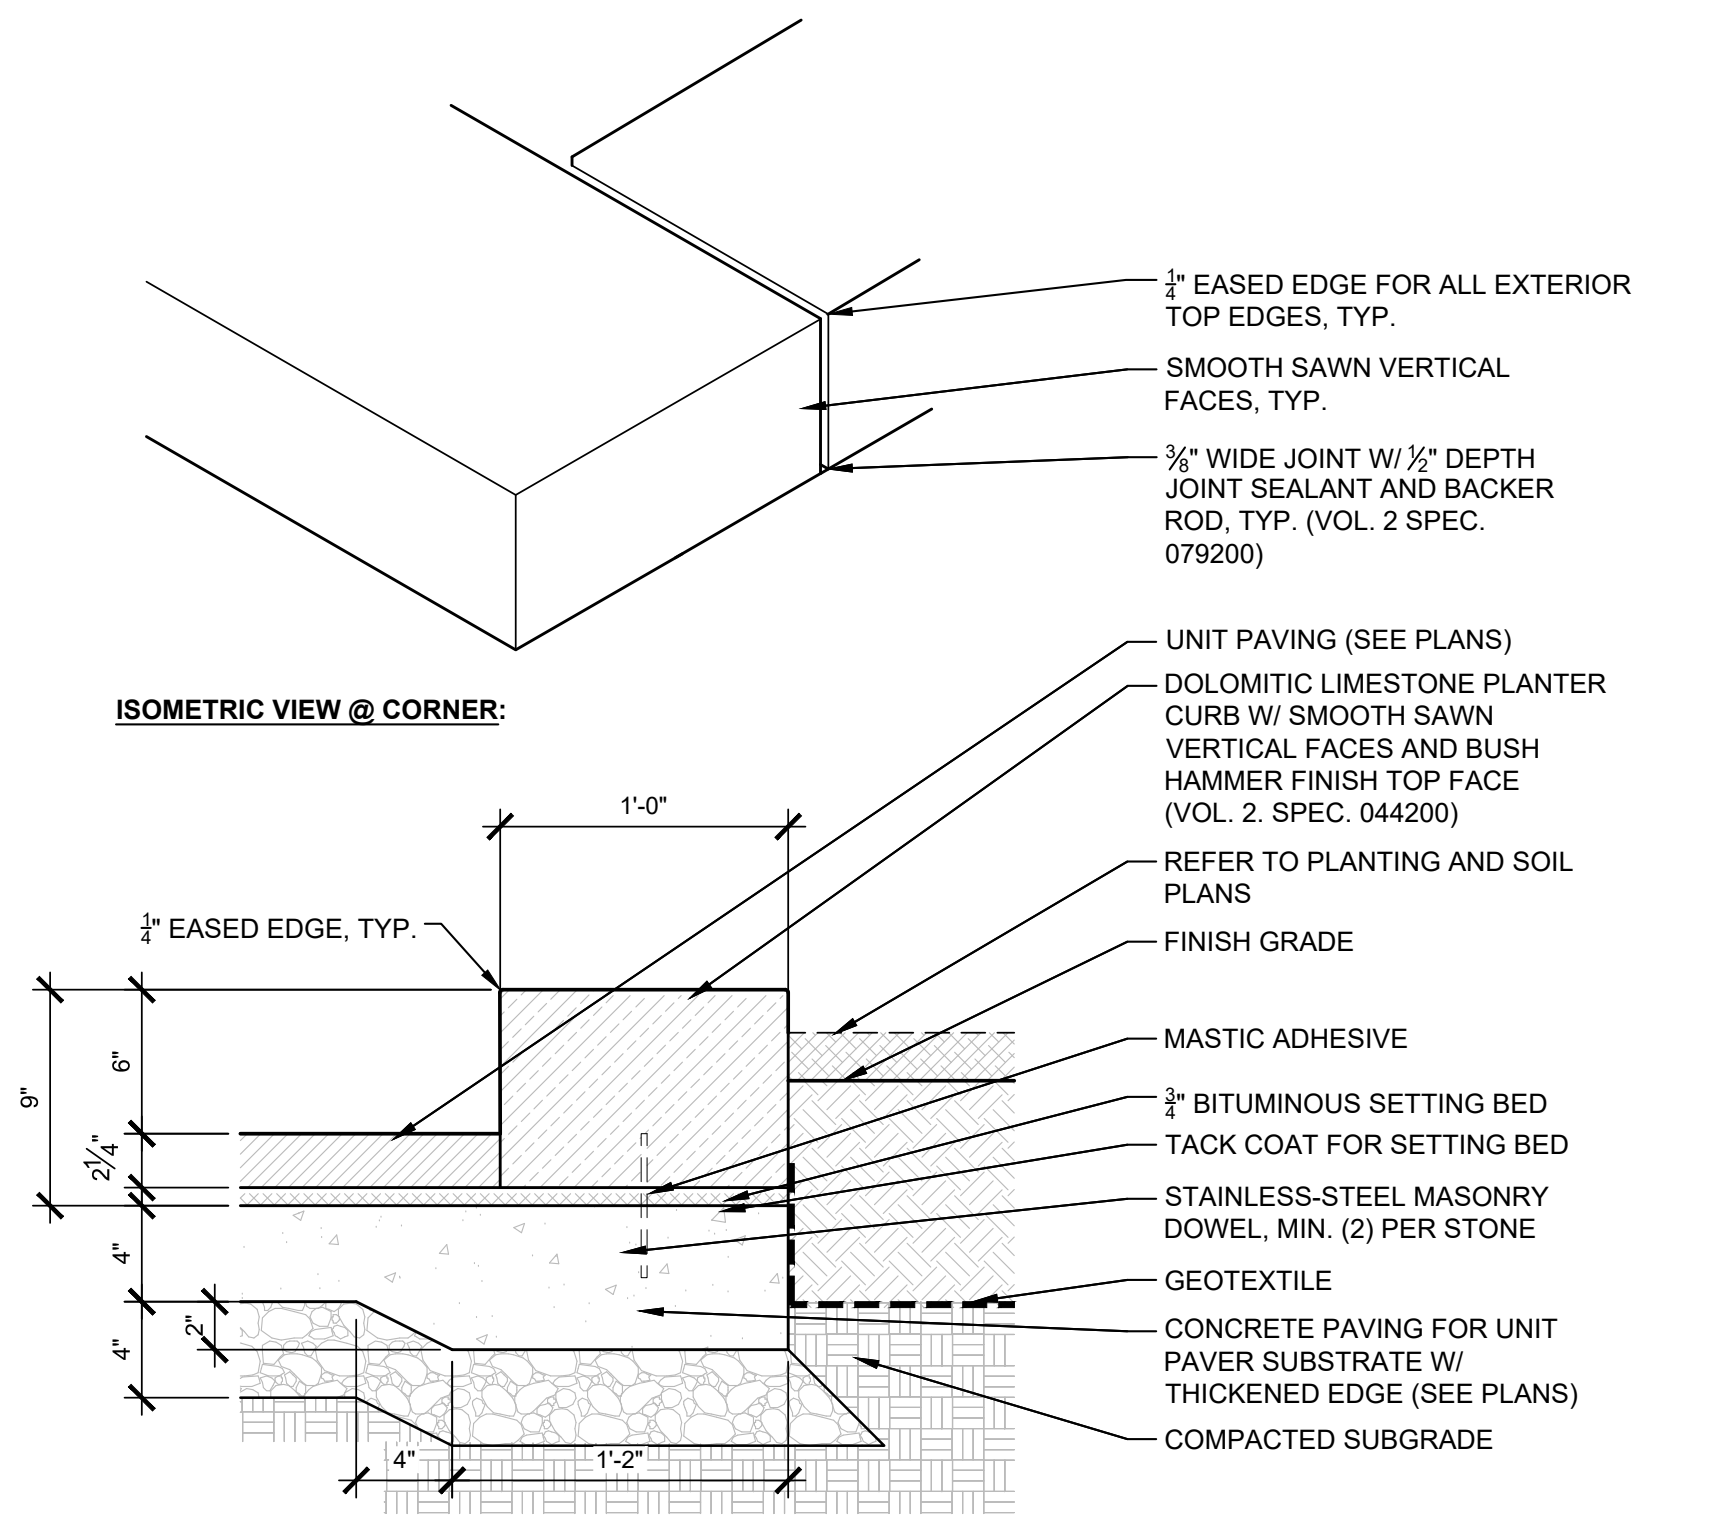 ¼" EASED EDGE FOR ALL EXTERIOR
TOP EDGES, TYP.
SMOOTH SAWN VERTICAL
FACES, TYP.
⅜" WIDE JOINT W/ ½" DEPTH
JOINT SEALANT AND BACKER
ROD, TYP. (VOL. 2 SPEC.
079200)
ISOMETRIC VIEW @ CORNER:
UNIT PAVING (SEE PLANS)
DOLOMITIC LIMESTONE PLANTER
CURB W/ SMOOTH SAWN
VERTICAL FACES AND BUSH
HAMMER FINISH TOP FACE
(VOL. 2. SPEC. 044200)
REFER TO PLANTING AND SOIL
PLANS
FINISH GRADE
MASTIC ADHESIVE
¾" BITUMINOUS SETTING BED
TACK COAT FOR SETTING BED
STAINLESS-STEEL MASONRY
DOWEL, MIN. (2) PER STONE
GEOTEXTILE
CONCRETE PAVING FOR UNIT
PAVER SUBSTRATE W/
THICKENED EDGE (SEE PLANS)
COMPACTED SUBGRADE
1'-0"
¼" EASED EDGE, TYP.
9"
6"
2¼"
4"
4"
2"
4"
1'-2"